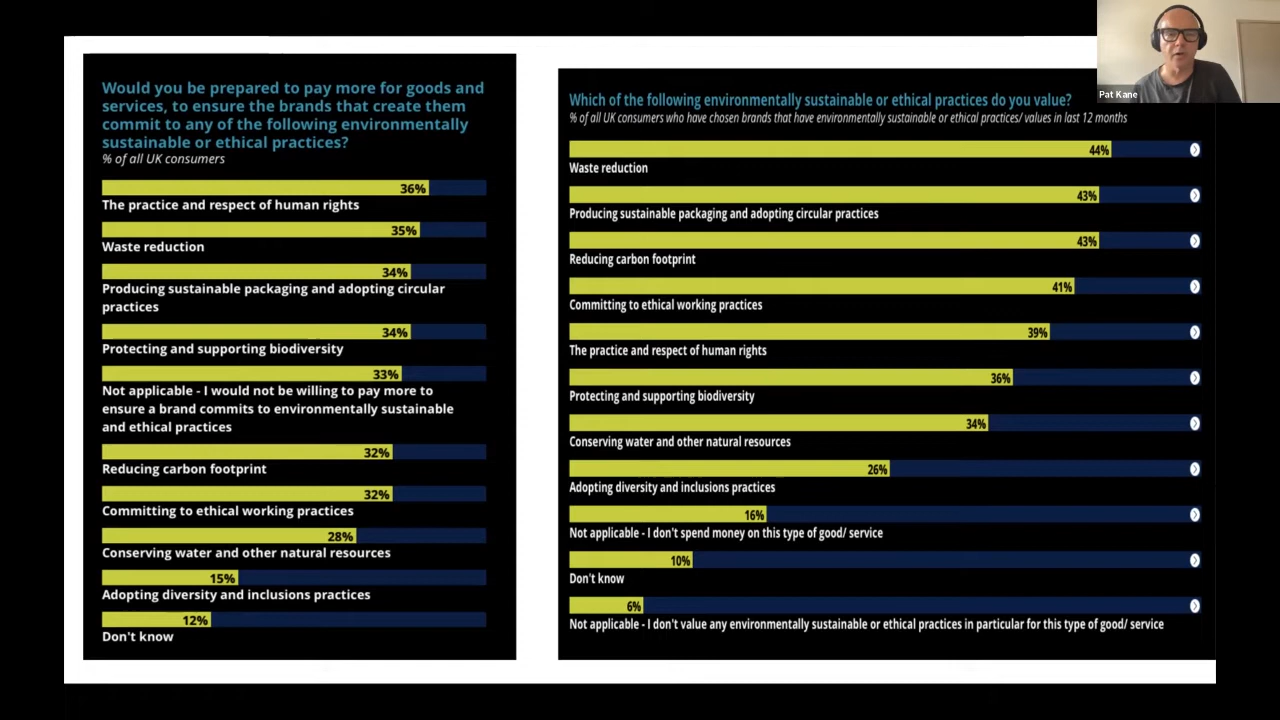 Would you be prepared to pay more for goods and
services, to ensure the brands that create them
commit to any of the following environmentally
sustainable or ethical practices?
% of all UK consumers
36%
The practice and respect of human rights
35%
Waste reduction
34%
Producing sustainable packaging and adopting circular
practices
34%
Protecting and supporting biodiversity
33%
Not applicable - I would not be willing to pay more to
ensure a brand commits to environmentally sustainable
and ethical practices
32%
Reducing carbon footprint
32%
Committing to ethical working practices
28%
Conserving water and other natural resources
15%
Adopting diversity and inclusions practices
12%
Don't know
Which of the following environmentally sustainable or ethical practices do you value?
% of all UK consumers who have chosen brands that have environmentally sustainable or ethical practices/ values in last 12 months
44%
Waste reduction
43%
Producing sustainable packaging and adopting circular practices
43%
Reducing carbon footprint
41%
Committing to ethical working practices
39%
The practice and respect of human rights
36%
Protecting and supporting biodiversity
34%
Conserving water and other natural resources
26%
Adopting diversity and inclusions practices
16%
Not applicable - I don't spend money on this type of good/ service
10%
Don't know
6%
Not applicable - I don't value any environmentally sustainable or ethical practices in particular for this type of good/ service
Pat Kane